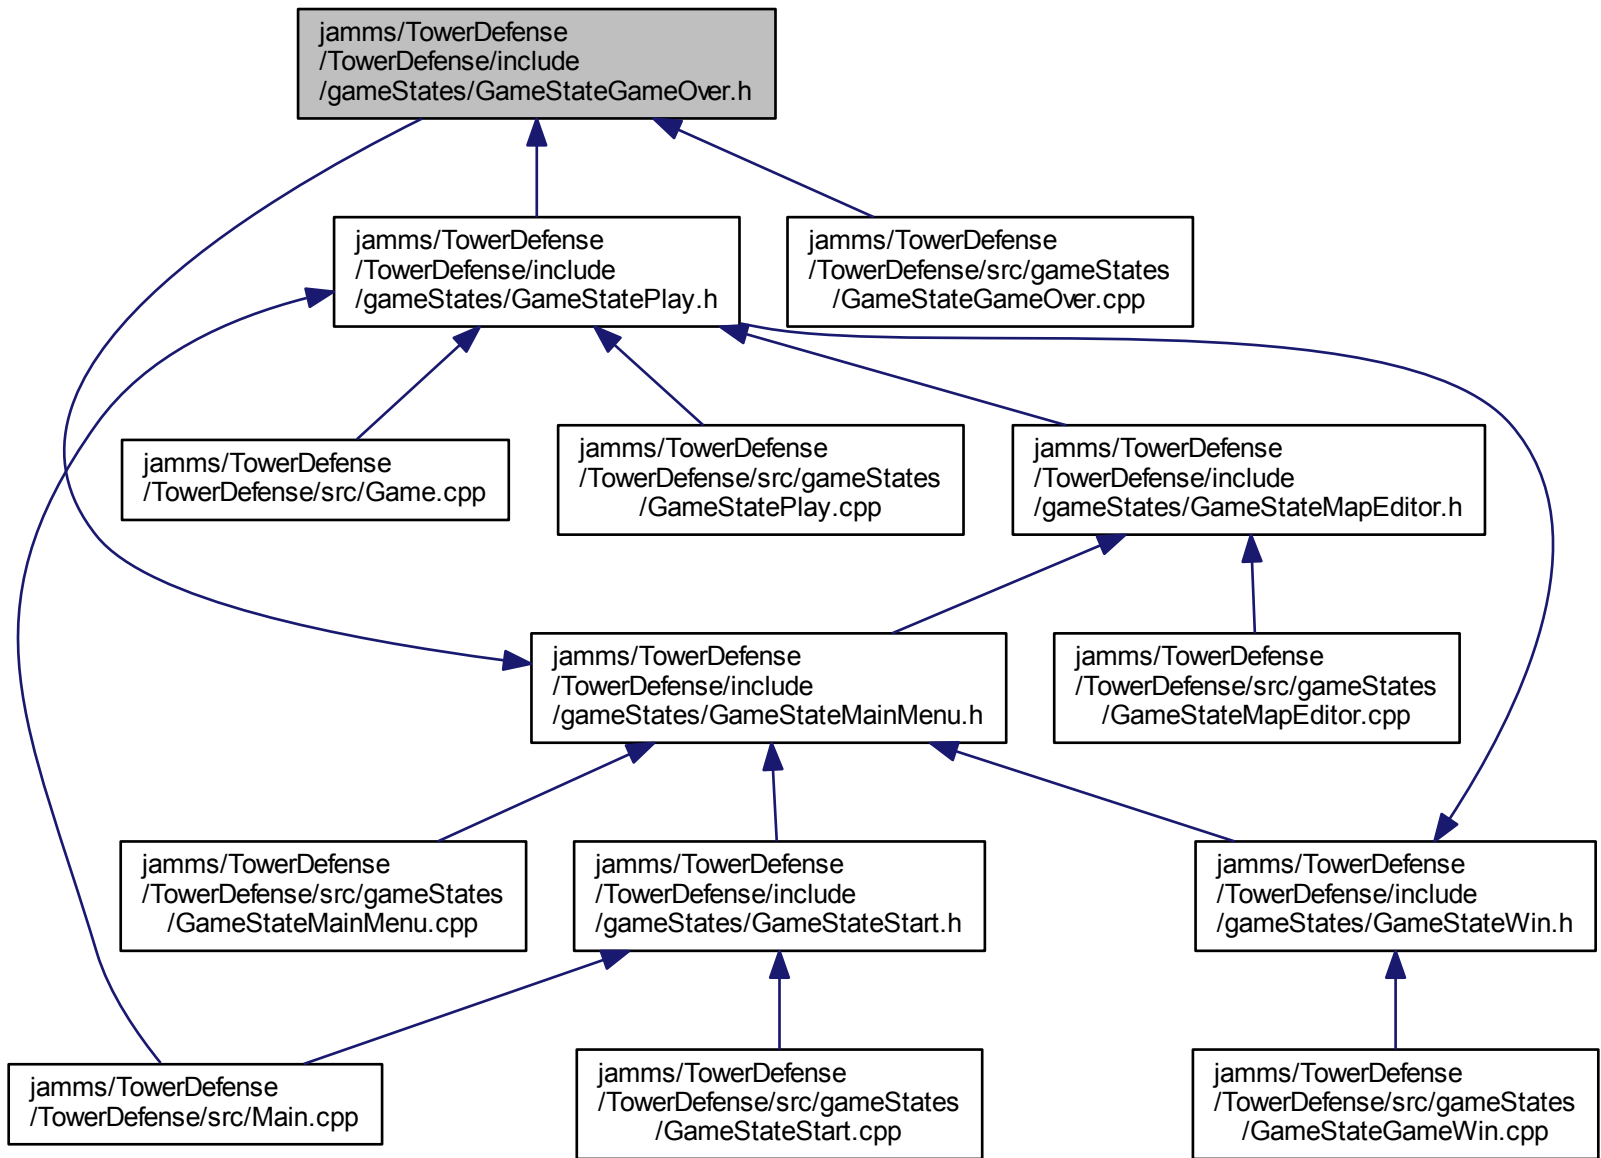 jamms/TowerDefense
/TowerDefense/include
/gameStates/GameStateGameOver.h
jamms/TowerDefense
/TowerDefense/include
/gameStates/GameStatePlay.h
jamms/TowerDefense
/TowerDefense/src/gameStates
/GameStateGameOver.cpp
jamms/TowerDefense
/TowerDefense/src/Game.cpp
jamms/TowerDefense
/TowerDefense/src/gameStates
/GameStatePlay.cpp
jamms/TowerDefense
/TowerDefense/include
/gameStates/GameStateMapEditor.h
jamms/TowerDefense
/TowerDefense/include
/gameStates/GameStateMainMenu.h
jamms/TowerDefense
/TowerDefense/src/gameStates
/GameStateMapEditor.cpp
jamms/TowerDefense
/TowerDefense/src/gameStates
/GameStateMainMenu.cpp
jamms/TowerDefense
/TowerDefense/include
/gameStates/GameStateStart.h
jamms/TowerDefense
/TowerDefense/include
/gameStates/GameStateWin.h
jamms/TowerDefense
/TowerDefense/src/Main.cpp
jamms/TowerDefense
/TowerDefense/src/gameStates
/GameStateStart.cpp
jamms/TowerDefense
/TowerDefense/src/gameStates
/GameStateGameWin.cpp